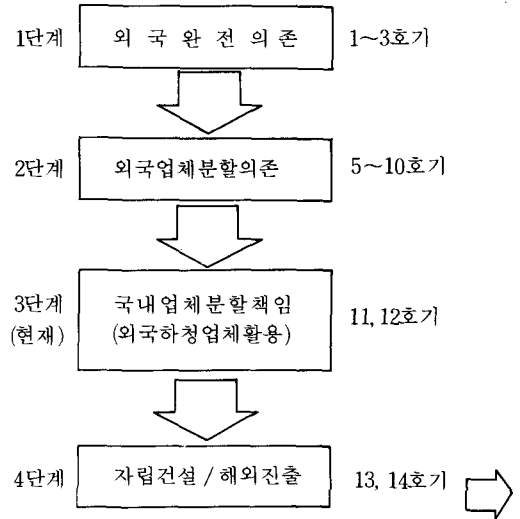 1단계 외 국 완 전 의 존 1~3호기
2단계 외국업체분할의존 5~10호기
3단계 국내업체분할책임 11, 12호기
(현재) (외국하청업체활용)
4단계 자립건설 / 해외진출 13, 14호기